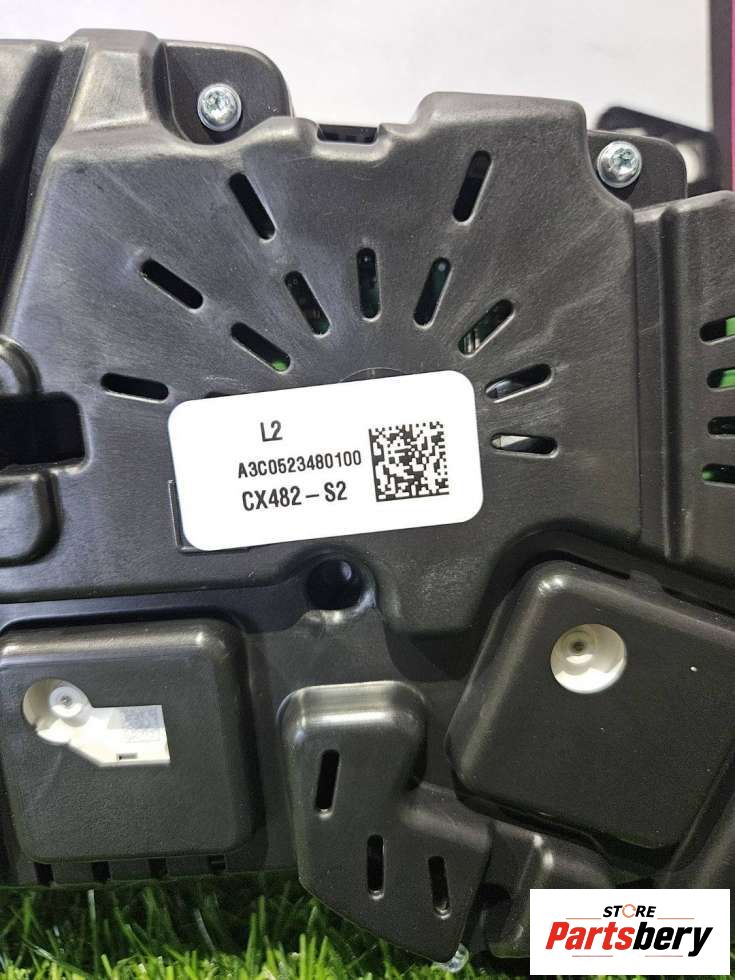 L2
A3C0523480100
CX482-S2
STORE
Partsbery